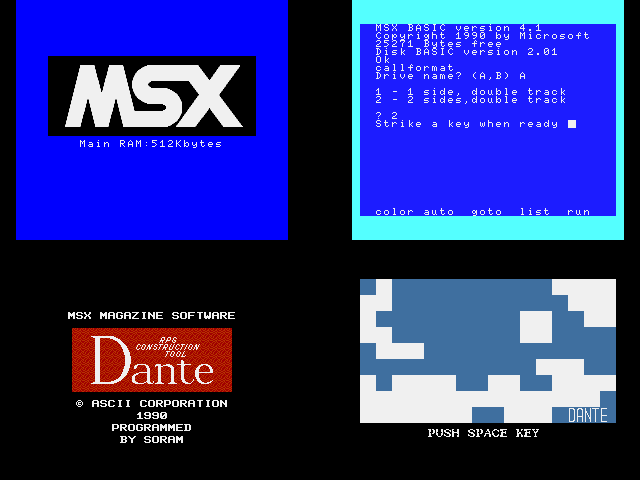 MSX
Main RAM:512Kbytes
MSX BASIC version 4.1
Copyright 1990 by Microsoft
25271 Bytes free
Disk BASIC version 2.01
Ok
callformat
Drive name? (A,B) A
1 - 1 side, double track
2 - 2 sides,double track
? 2
Strike a key when ready
color auto goto list run
MSX MAGAZINE SOFTWARE
RPG
CONSTRUCTION
TOOL
Dante
© ASCII CORPORATION
1990
PROGRAMMED
BY SORAM
DANTE
PUSH SPACE KEY